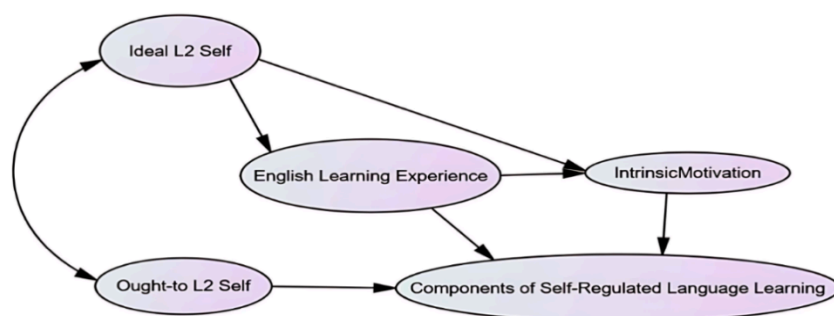 Ideal L2 Self
English Learning Experience
IntrinsicMotivation
Ought-to L2 Self
Components of Self-Regulated Language Learning